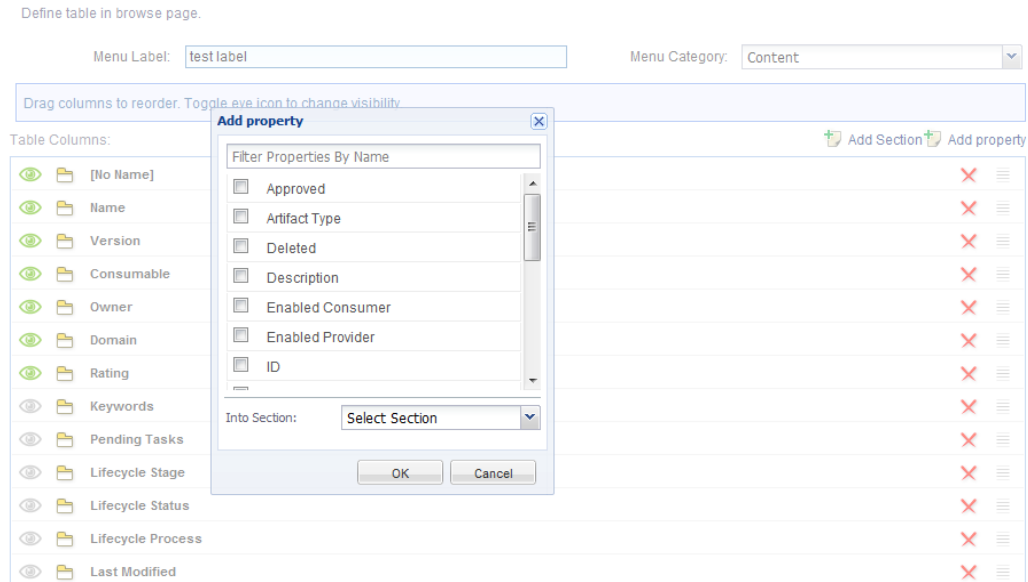 Define table in browse page.
Menu Label: test label Menu Category: Content
Drag columns to reorder. Toggle eye icon to change visibility
Table Columns: Add Section Add property
[No Name]
Name
Version
Consumable
Owner
Domain
Rating
Keywords
Pending Tasks
Lifecycle Stage
Lifecycle Status
Lifecycle Process
Last Modified
Add property
Filter Properties By Name
Approved
Artifact Type
Deleted
Description
Enabled Consumer
Enabled Provider
ID
Into Section: Select Section
OK Cancel